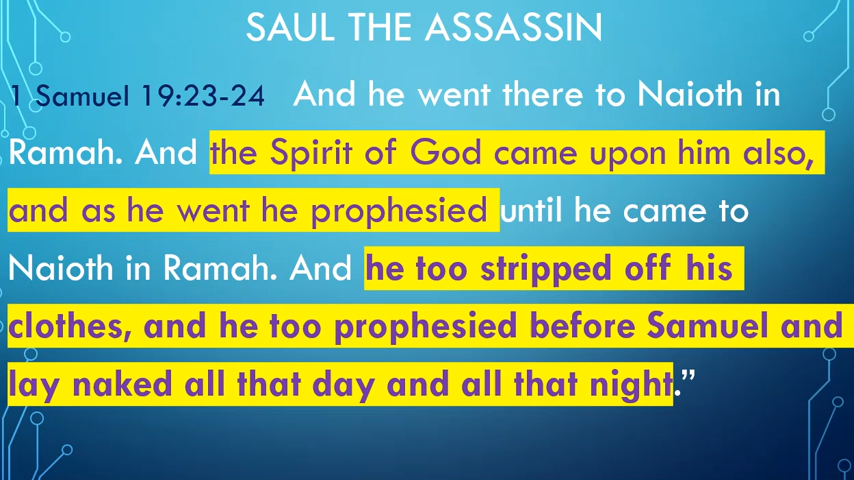 SAUL THE ASSASSIN
1 Samuel 19:23-24 And he went there to Naioth in
Ramah. And the Spirit of God came upon him also,
and as he went he prophesied until he came to
Naioth in Ramah. And he too stripped off his
clothes, and he too prophesied before Samuel and
lay naked all that day and all that night.”